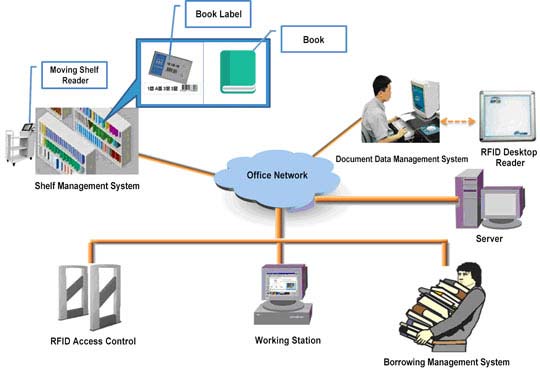 Book Label
Book
Moving Shelf
Reader
Shelf Management System
Office Network
Document Data Management System
RFID Desktop
Reader
Server
RFID Access Control
Working Station
Borrowing Management System